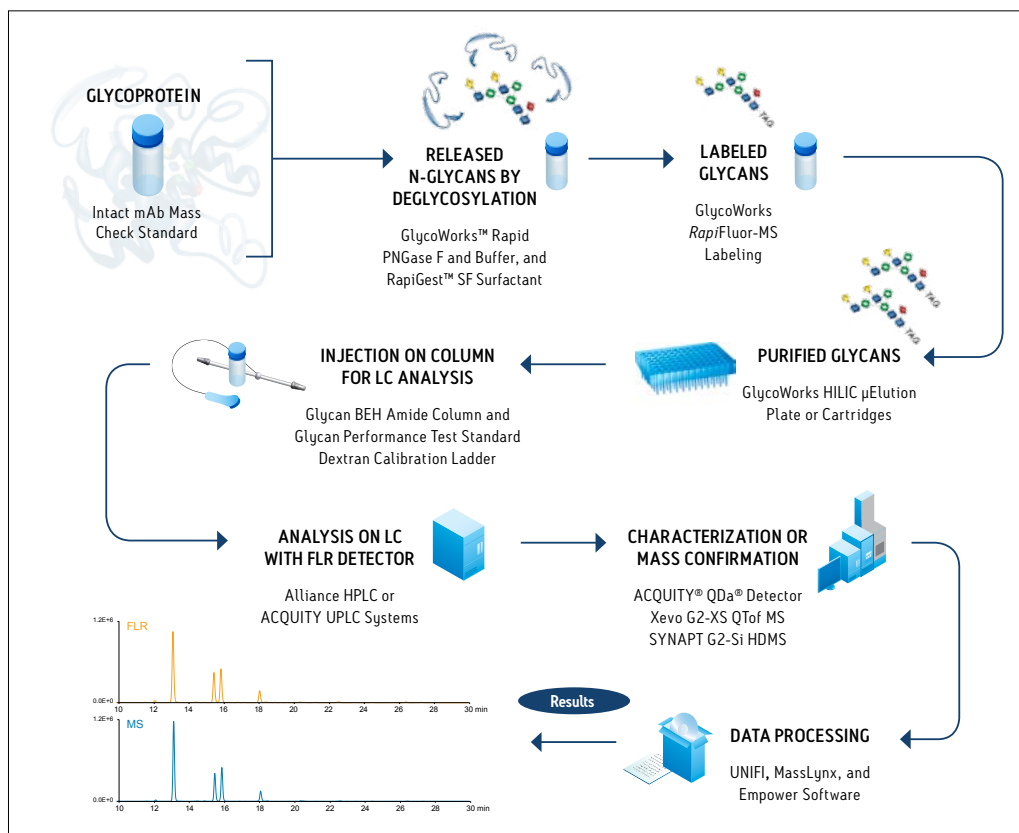 GLYCOPROTEIN
Intact mAb Mass
Check Standard
RELEASED
N-GLYCANS BY
DEGLYCOSYLATION
GlycoWorks™ Rapid
PNGase F and Buffer, and
RapiGest™ SF Surfactant
TAG
LABELED
GLYCANS
GlycoWorks
RapiFluor-MS
Labeling
TAG
TAG
PURIFIED GLYCANS
GlycoWorks HILIC µElution
Plate or Cartridges
INJECTION ON COLUMN
FOR LC ANALYSIS
Glycan BEH Amide Column and
Glycan Performance Test Standard
Dextran Calibration Ladder
ANALYSIS ON LC
WITH FLR DETECTOR
Alliance HPLC or
ACQUITY UPLC Systems
CHARACTERIZATION OR
MASS CONFIRMATION
ACQUITY® QDa® Detector
Xevo G2-XS QTof MS
SYNAPT G2-Si HDMS
DATA PROCESSING
UNIFI, MassLynx, and
Empower Software
Results
1.2E+6
FLR
0.0E+0
10 12 14 16 18 20 22 24 26 28 30 min
1.2E+6
MS
0.0E+0
10 12 14 16 18 20 22 24 26 28 30 min